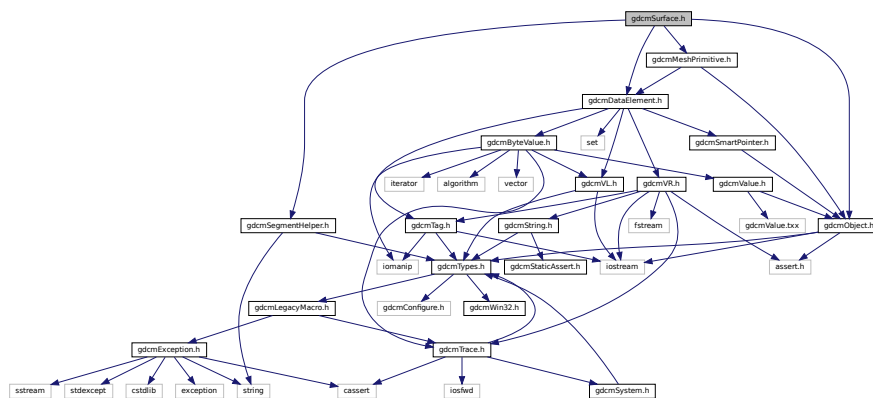 gdcmSurface.h
gdcmMeshPrimitive.h
gdcmDataElement.h
gdcmByteValue.h
set
gdcmSmartPointer.h
iterator
algorithm
vector
gdcmVL.h
gdcmVR.h
gdcmValue.h
gdcmSegmentHelper.h
gdcmTag.h
gdcmString.h
fstream
gdcmValue.txx
gdcmObject.h
iomanip
gdcmTypes.h
gdcmStaticAssert.h
iostream
assert.h
gdcmLegacyMacro.h
gdcmConfigure.h
gdcmWin32.h
gdcmException.h
gdcmTrace.h
sstream
stdexcept
cstdlib
exception
string
cassert
iosfwd
gdcmSystem.h